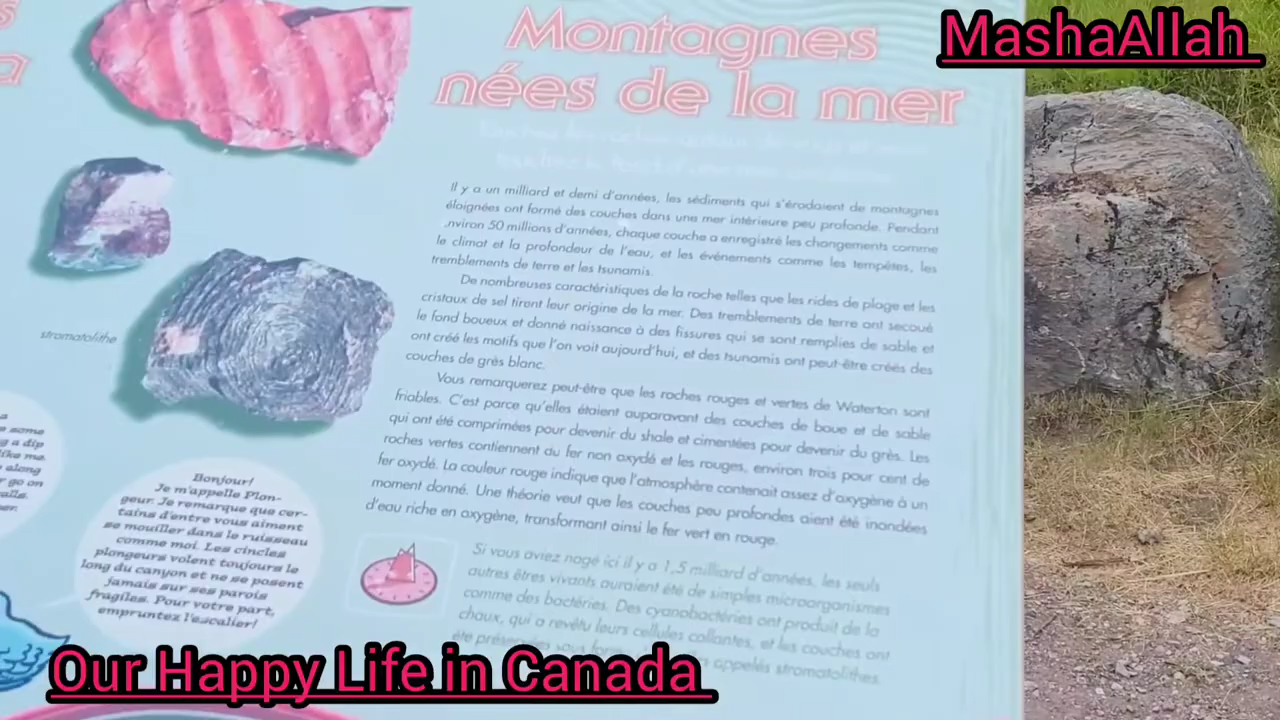 MashaAllah
Montagnes
nées de la mer
Il y a un milliard et demi d'années, les sédiments qui s'érodaient de montagnes
éloignées ont formé des couches dans une mer intérieure peu profonde. Pendant
nviron 50 millions d'années, chaque couche a enregistré les changements comme
le climat et la profondeur de l'eau, et les événements comme les tempêtes, les
tremblements de terre et les tsunamis.
De nombreuses caractéristiques de la roche telles que les rides de plage et les
cristaux de sel tiront leur origine de la mer. Des tremblements de terre ont secoué
le fond boueux et donné naissance à des fissures qui se sont remplies de sable et
ont créé les motifs que l'on voit aujourd'hui, et des tsunamis ont peut-être créés des
couches de grès blanc.
Vous remarquerez peut-être que les roches rouges et vertes de Waterton sont
friables. C'est parce qu'elles étaient auparavant des couches de boue et de sable
qui ont été comprimées pour devenir du shale et cimentées pour devenir du grès. Les
roches vertes contiennent du fer non oxydé et les rouges, environ trois pour cent de
fer oxydé. La couleur rouge indique que l'atmosphère contenait assez d'oxygène à un
moment donné. Une théorie veut que les couches peu profondes aient été inondées
d'eau riche en oxygène, transformant ainsi le fer vert en rouge.
Si vous aviez nagé ici il y a 1,5 milliard d'années, les seuls
autres êtres vivants auraient été de simples microorganismes
comme des bactéries. Des cyanobactéries ont produit de la
chaux, qui a revêtu leurs cellules collantes, et les couches ont
été préservées sous appelés stromatolithes.
stromatolithe
a
some
g a dip
like me.
along
go on
alls.
Bonjour!
Je m'appelle Plon-
geur. Je remarque que cer-
tains d'entre vous aiment
se mouiller dans le ruisseau
comme moi. Les cincles
plongeurs volent toujours le
long du canyon et ne se posent
jamais sur ses parois
fragiles. Pour votre part,
empruntez l'escalier!
Our Happy Life in Canada